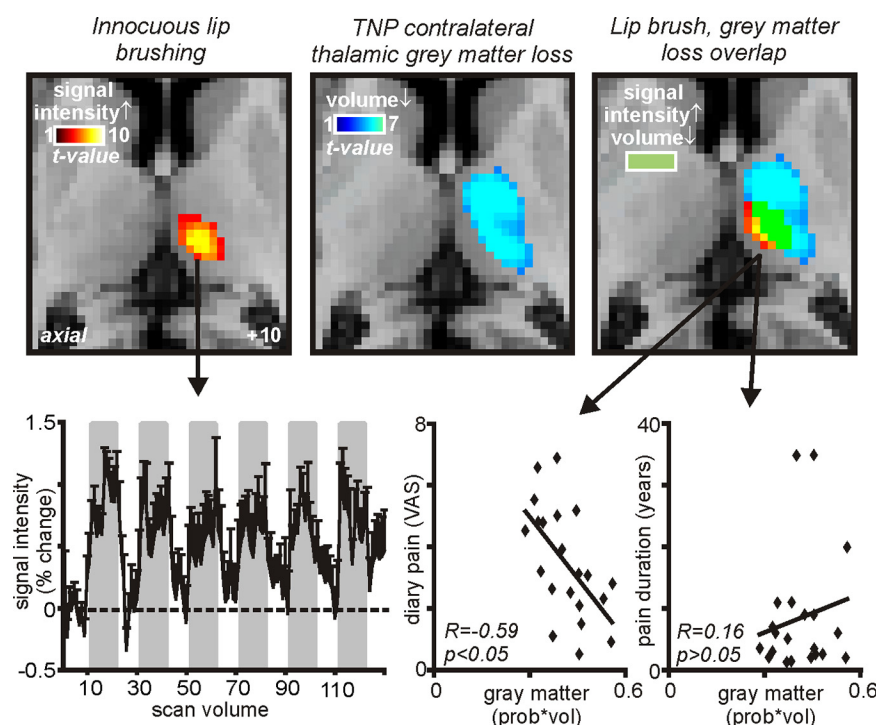 Innocuous lip
brushing
TNP contralateral
thalamic grey matter loss
Lip brush, grey matter
loss overlap
signal
intensity↑
1 10
t-value
axial
+10
volume↓
1 7
t-value
signal
intensity↑
volume↓
signal intensity
(% change)
1.5
0
-0.5
10 30 50 70 90 110
scan volume
diary pain (VAS)
8
0
R=-0.59
p<0.05
0.6
gray matter
(prob*vol)
pain duration (years)
40
0
R=0.16
p>0.05
0.6
gray matter
(prob*vol)